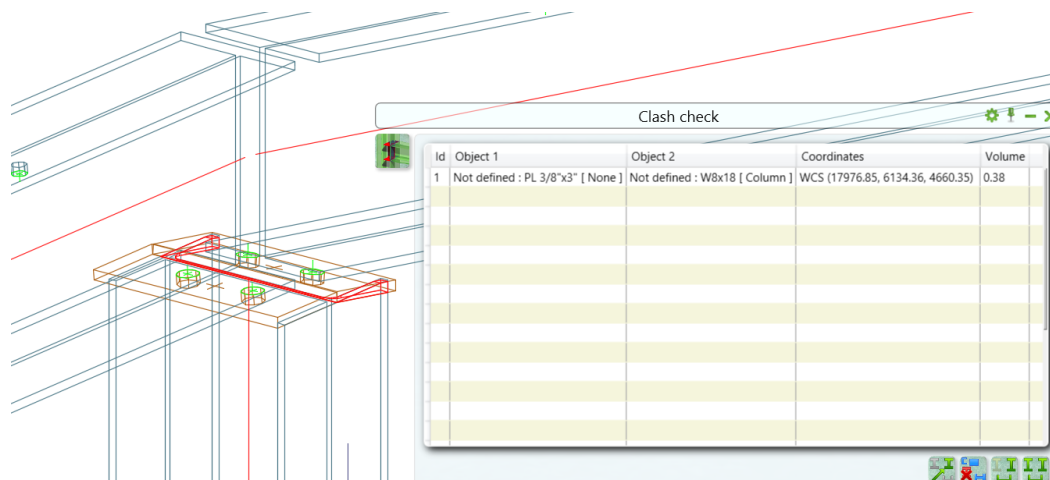 Clash check
Id Object 1 Object 2 Coordinates Volume
1 Not defined : PL 3/8"x3" [ None ] Not defined : W8x18 [ Column ] WCS (17976.85, 6134.36, 4660.35) 0.38